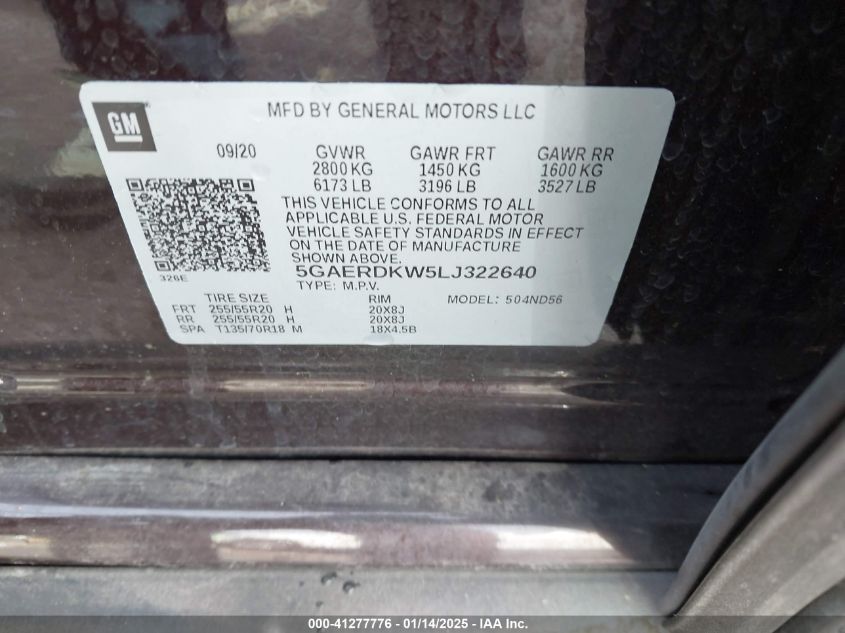 MFD BY GENERAL MOTORS LLC
GM
09/20 GVWR GAWR FRT GAWR RR
2800 KG 1450 KG 1600 KG
6173 LB 3196 LB 3527 LB
THIS VEHICLE CONFORMS TO ALL
APPLICABLE U.S. FEDERAL MOTOR
VEHICLE SAFETY STANDARDS IN EFFECT
ON THE DATE OF MANUFACTURE
SHOWN ABOVE.
326E
5GAERDKW5LJ322640
TYPE: M.P.V. MODEL: 504ND56
TIRE SIZE RIM
FRT 255/55R20 H 20X8J
RR 255/55R20 H 20X8J
SPA T135/70R18 M 18X4.5B
000-41277776 - 01/14/2025 - IAA Inc.